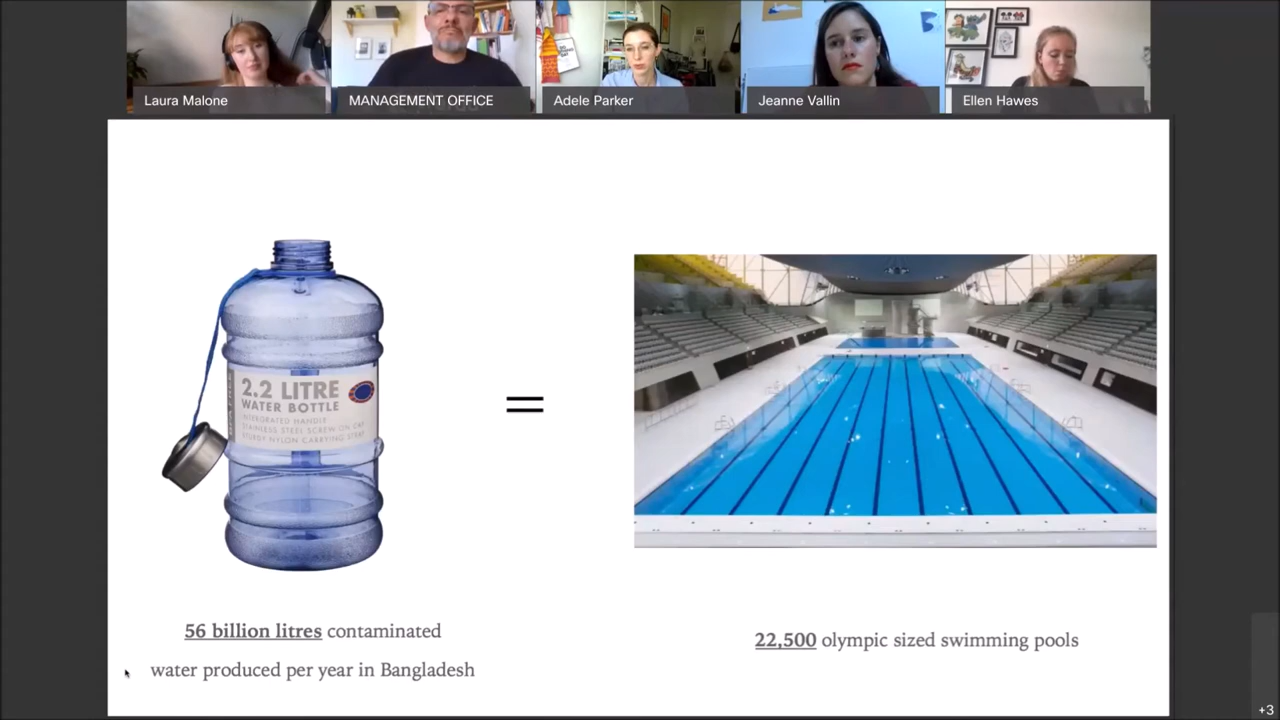 Laura Malone
MANAGEMENT OFFICE
Adele Parker
Jeanne Vallin
Ellen Hawes
2.2 LITRE
WATER BOTTLE
INTEGRATED HANDLE
STAINLESS STEEL SCREW ON CAP
STURDY NYLON CARRYING STRAP
=
56 billion litres contaminated
water produced per year in Bangladesh
22,500 olympic sized swimming pools
+3